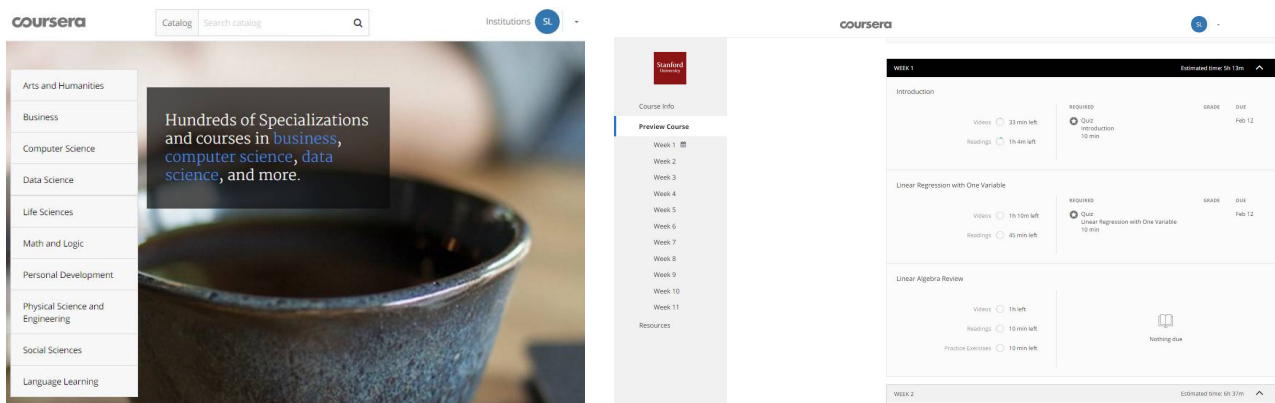 coursera
Catalog
Search catalog
Institutions
SL
Arts and Humanities
Business
Computer Science
Data Science
Life Sciences
Math and Logic
Personal Development
Physical Science and
Engineering
Social Sciences
Language Learning
Hundreds of Specializations
and courses in business,
computer science, data
science, and more.
coursera
SL
Stanford
University
Course Info
Preview Course
Week 1
Week 2
Week 3
Week 4
Week 5
Week 6
Week 7
Week 8
Week 9
Week 10
Week 11
Resources
WEEK 1
Estimated time: 5h 13m
Introduction
Videos 33 min left
Readings 1h 4m left
REQUIRED GRADE DUE
Quiz Feb 12
Introduction
10 min
Linear Regression with One Variable
Videos 1h 10m left
Readings 45 min left
REQUIRED GRADE DUE
Quiz Feb 12
Linear Regression with One Variable
10 min
Linear Algebra Review
Videos 1h left
Readings 10 min left
Practice Exercises 10 min left
Nothing due
WEEK 2
Estimated time: 6h 37m